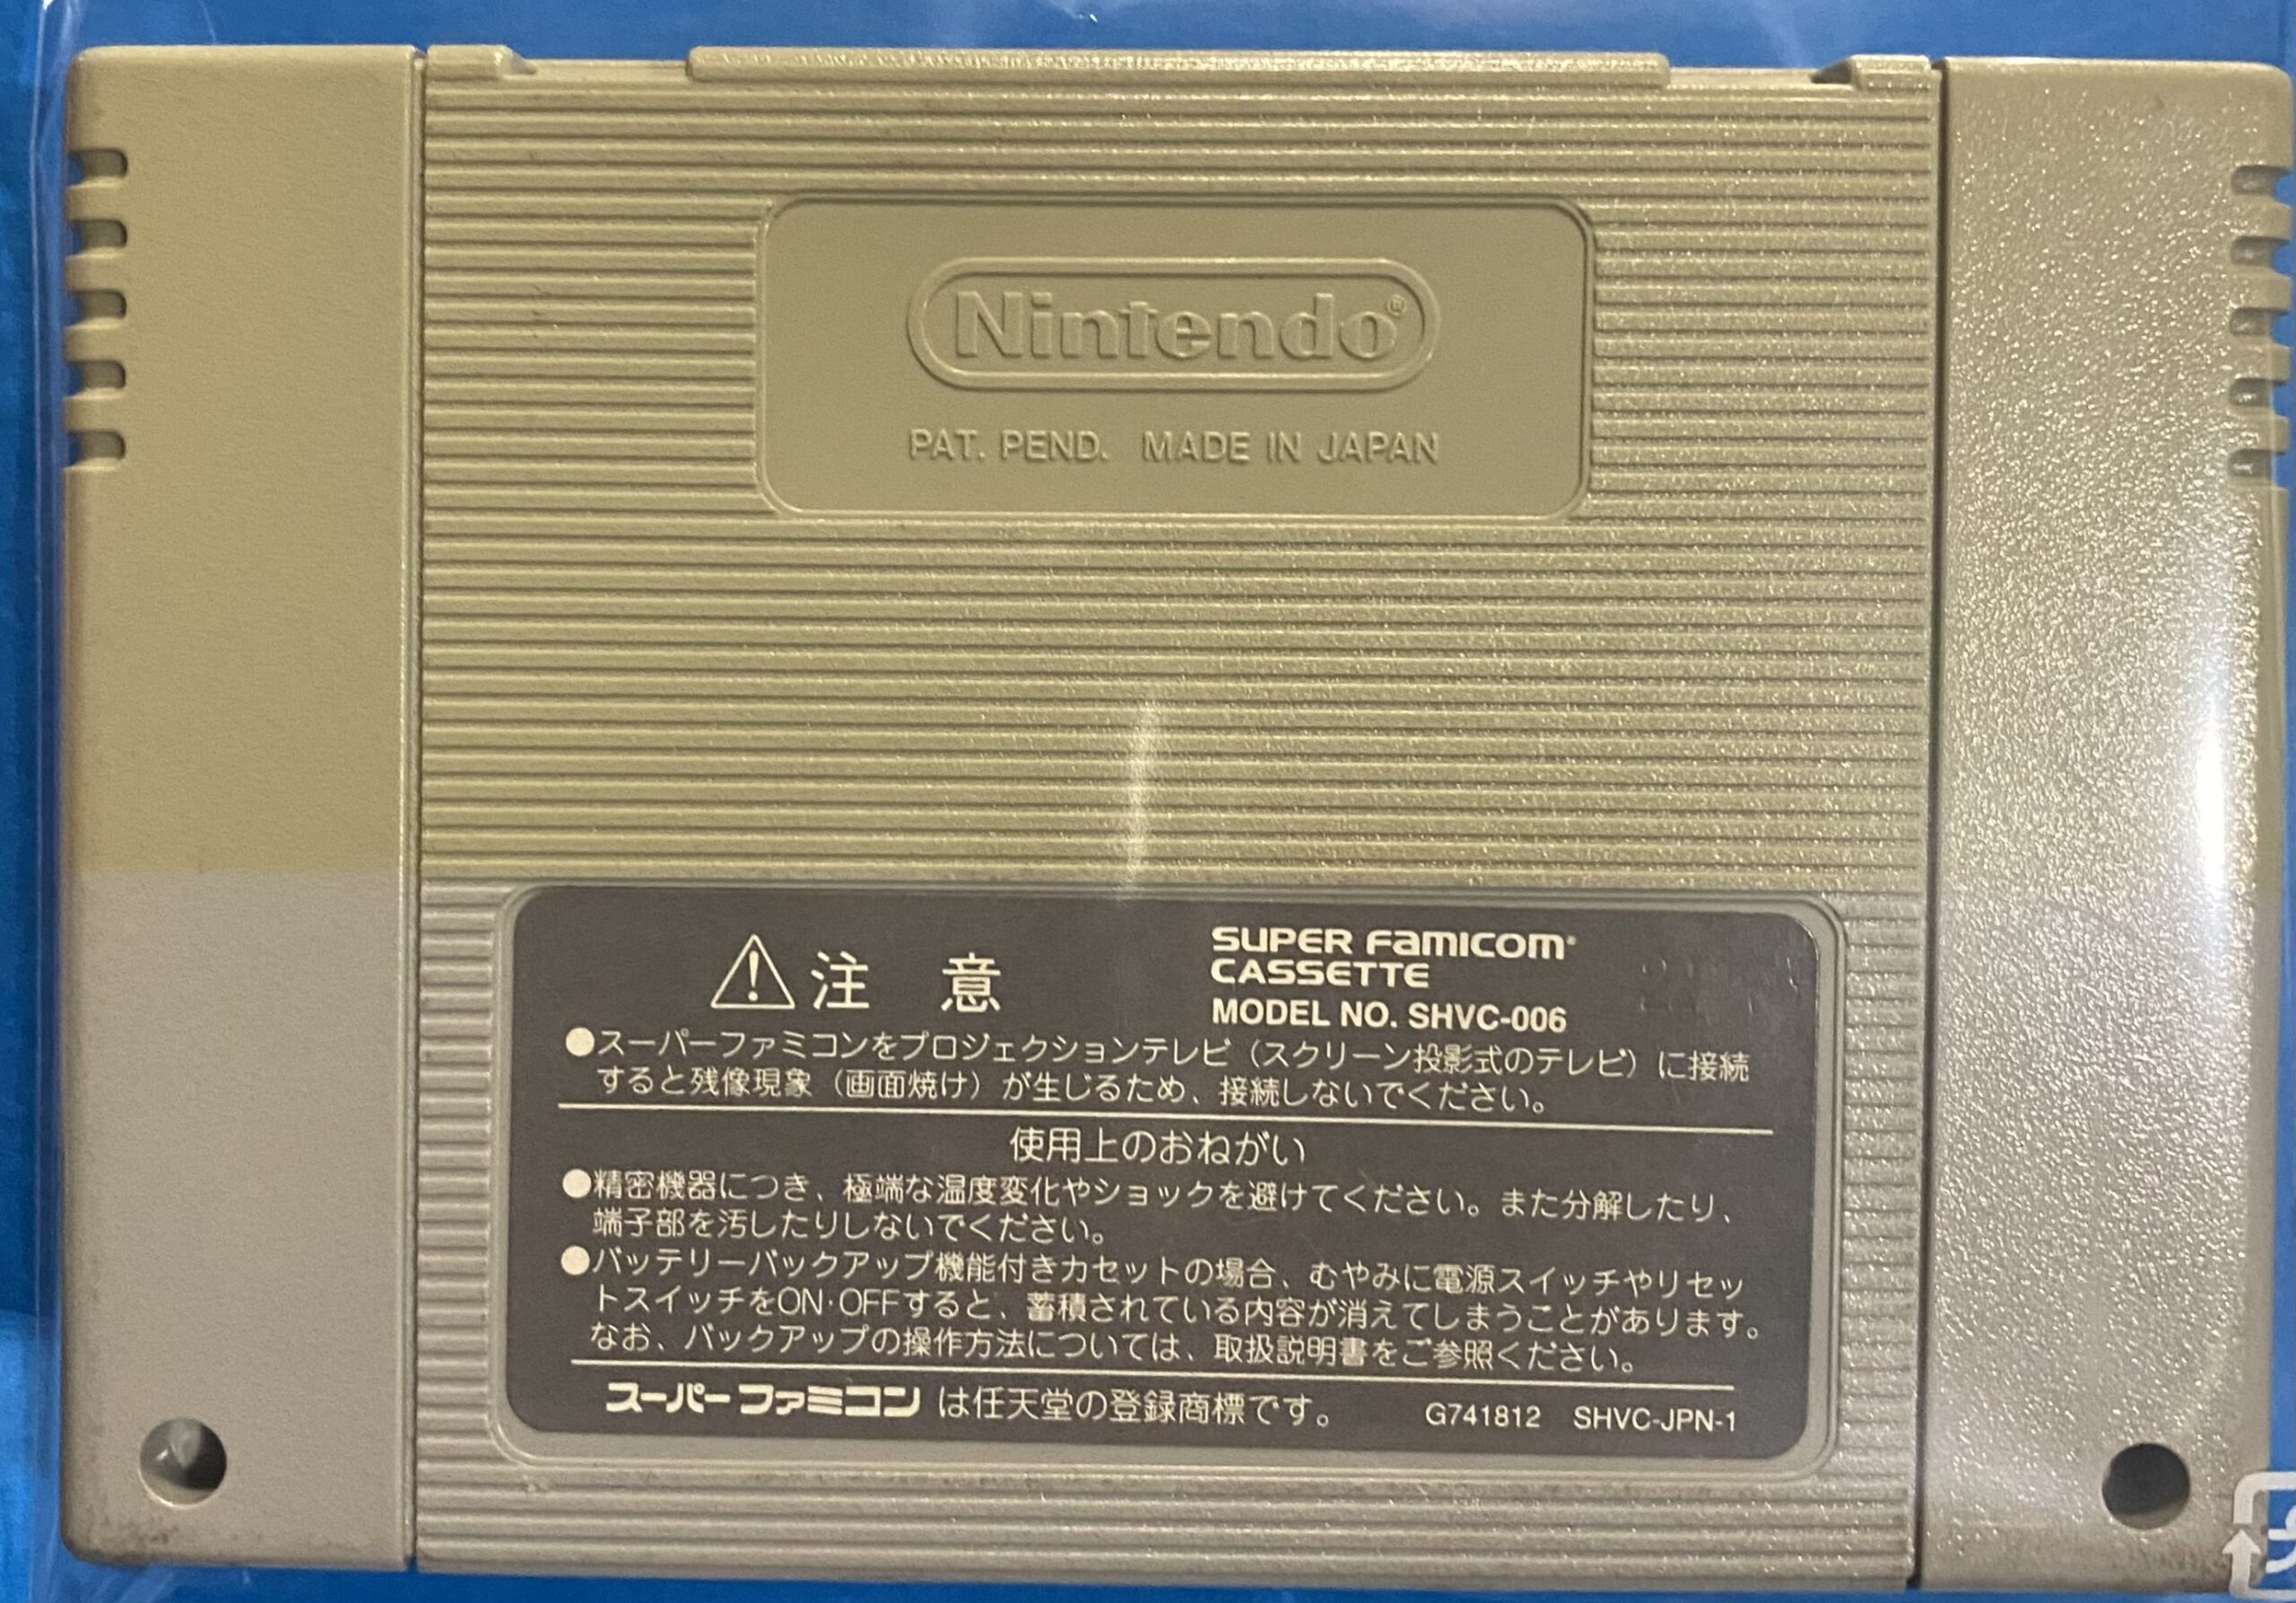 Nintendo®
PAT. PEND. MADE IN JAPAN
注意
SUPER FAMICOM
CASSETTE
MODEL NO. SHVC-006
●スーパーファミコンをプロジェクションテレビ（スクリーン投影式のテレビ）に接続
すると残像現象（画面焼け）が生じるため、接続しないでください。
使用上のおねがい
●精密機器につき、極端な温度変化やショックを避けてください。また分解したり、
端子部を汚したりしないでください。
●バッテリーバックアップ機能付きカセットの場合、むやみに電源スイッチやリセッ
トスイッチをON·OFFすると、蓄積されている内容が消えてしまうことがあります。
なお、バックアップの操作方法については、取扱説明書をご参照ください。
スーパーファミコン は任天堂の登録商標です。
G741812 SHVC-JPN-1